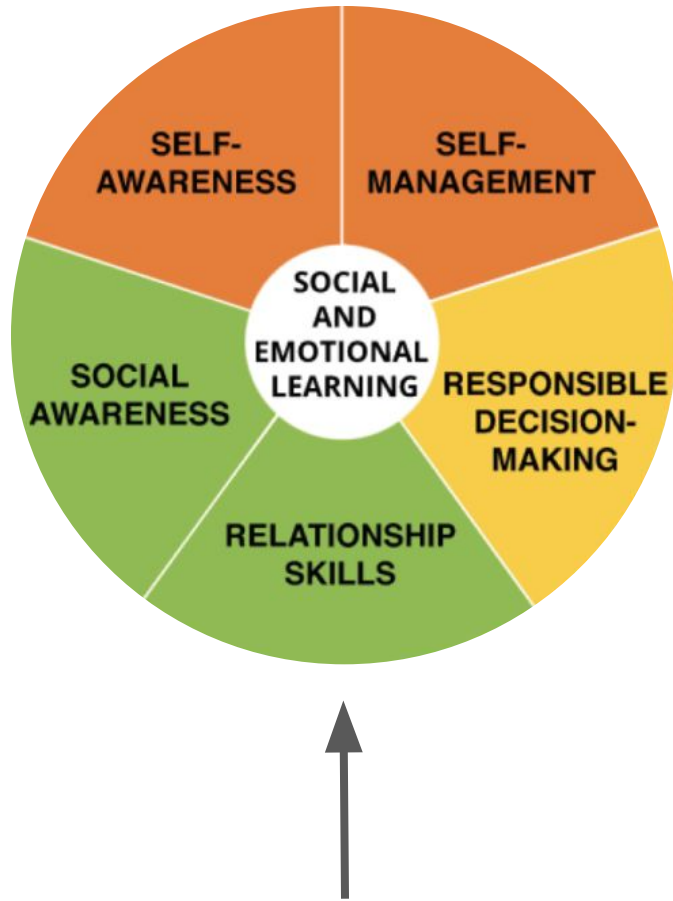 SELF-
AWARENESS
SELF-
MANAGEMENT
SOCIAL
AND
EMOTIONAL
LEARNING
SOCIAL
AWARENESS
RESPONSIBLE
DECISION-
MAKING
RELATIONSHIP
SKILLS